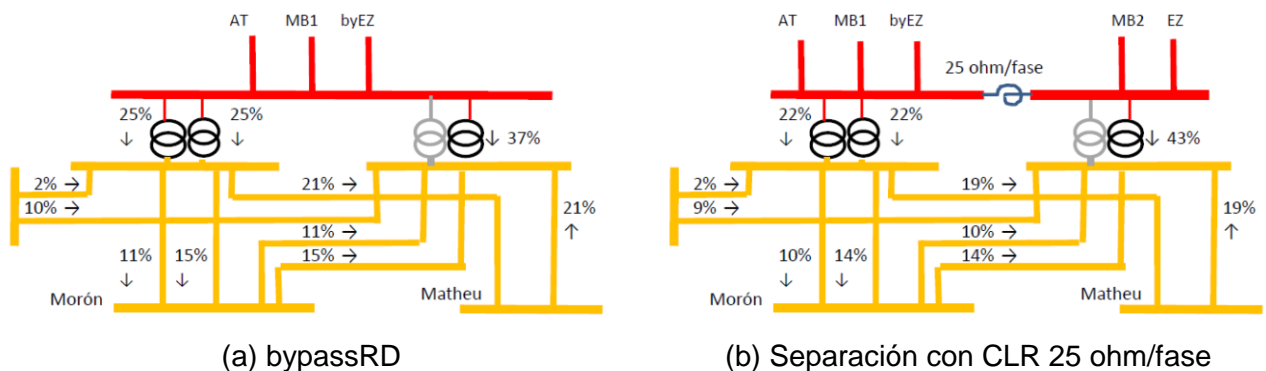 AT MB1 byEZ
25% 25%
↓ ↓ 37%
2% →
10% →
21% →
21%
↑
11% →
15% →
11% 15%
↓ ↓
Morón
Matheu
(a) bypassRD
AT MB1 byEZ MB2 EZ
25 ohm/fase
22% 22%
↓ ↓ 43%
2% →
9% →
19% →
19%
↑
10% →
14% →
10% 14%
↓ ↓
Morón
Matheu
(b) Separación con CLR 25 ohm/fase